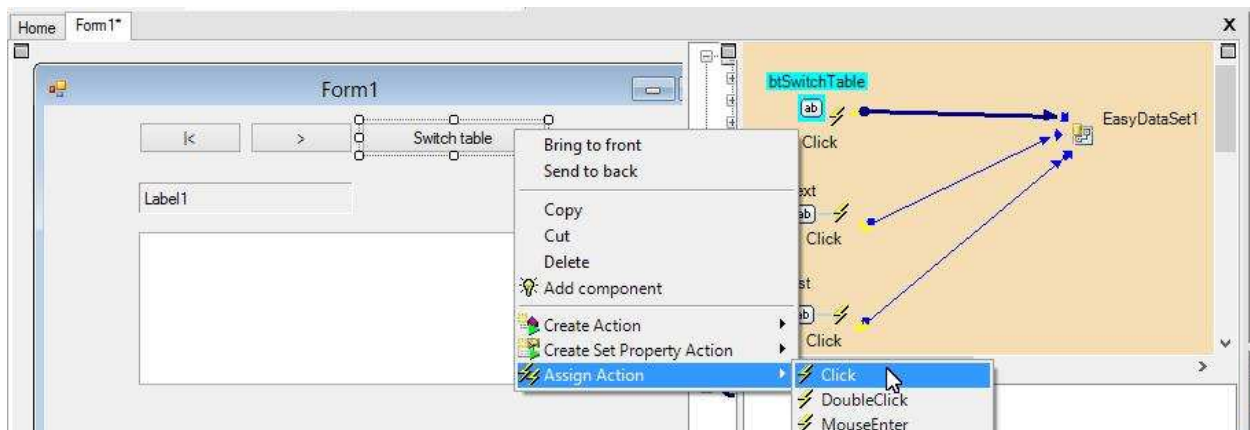 Home Form1*
X
Form1
|< > Switch table
Label1
Bring to front
Send to back
Copy
Cut
Delete
Add component
Create Action
Create Set Property Action
Assign Action
Click
DoubleClick
MouseEnter
btSwitchTable
ab
Click
EasyDataSet1
ext
ab
Click
st
ab
Click